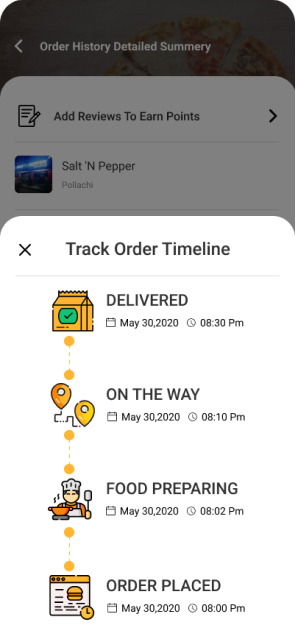 Order History Detailed Summery
Add Reviews To Earn Points
Salt 'N Pepper
Pollachi
Track Order Timeline
DELIVERED
May 30,2020 08:30 Pm
ON THE WAY
May 30,2020 08:10 Pm
FOOD PREPARING
May 30,2020 08:02 Pm
ORDER PLACED
May 30,2020 08:00 Pm